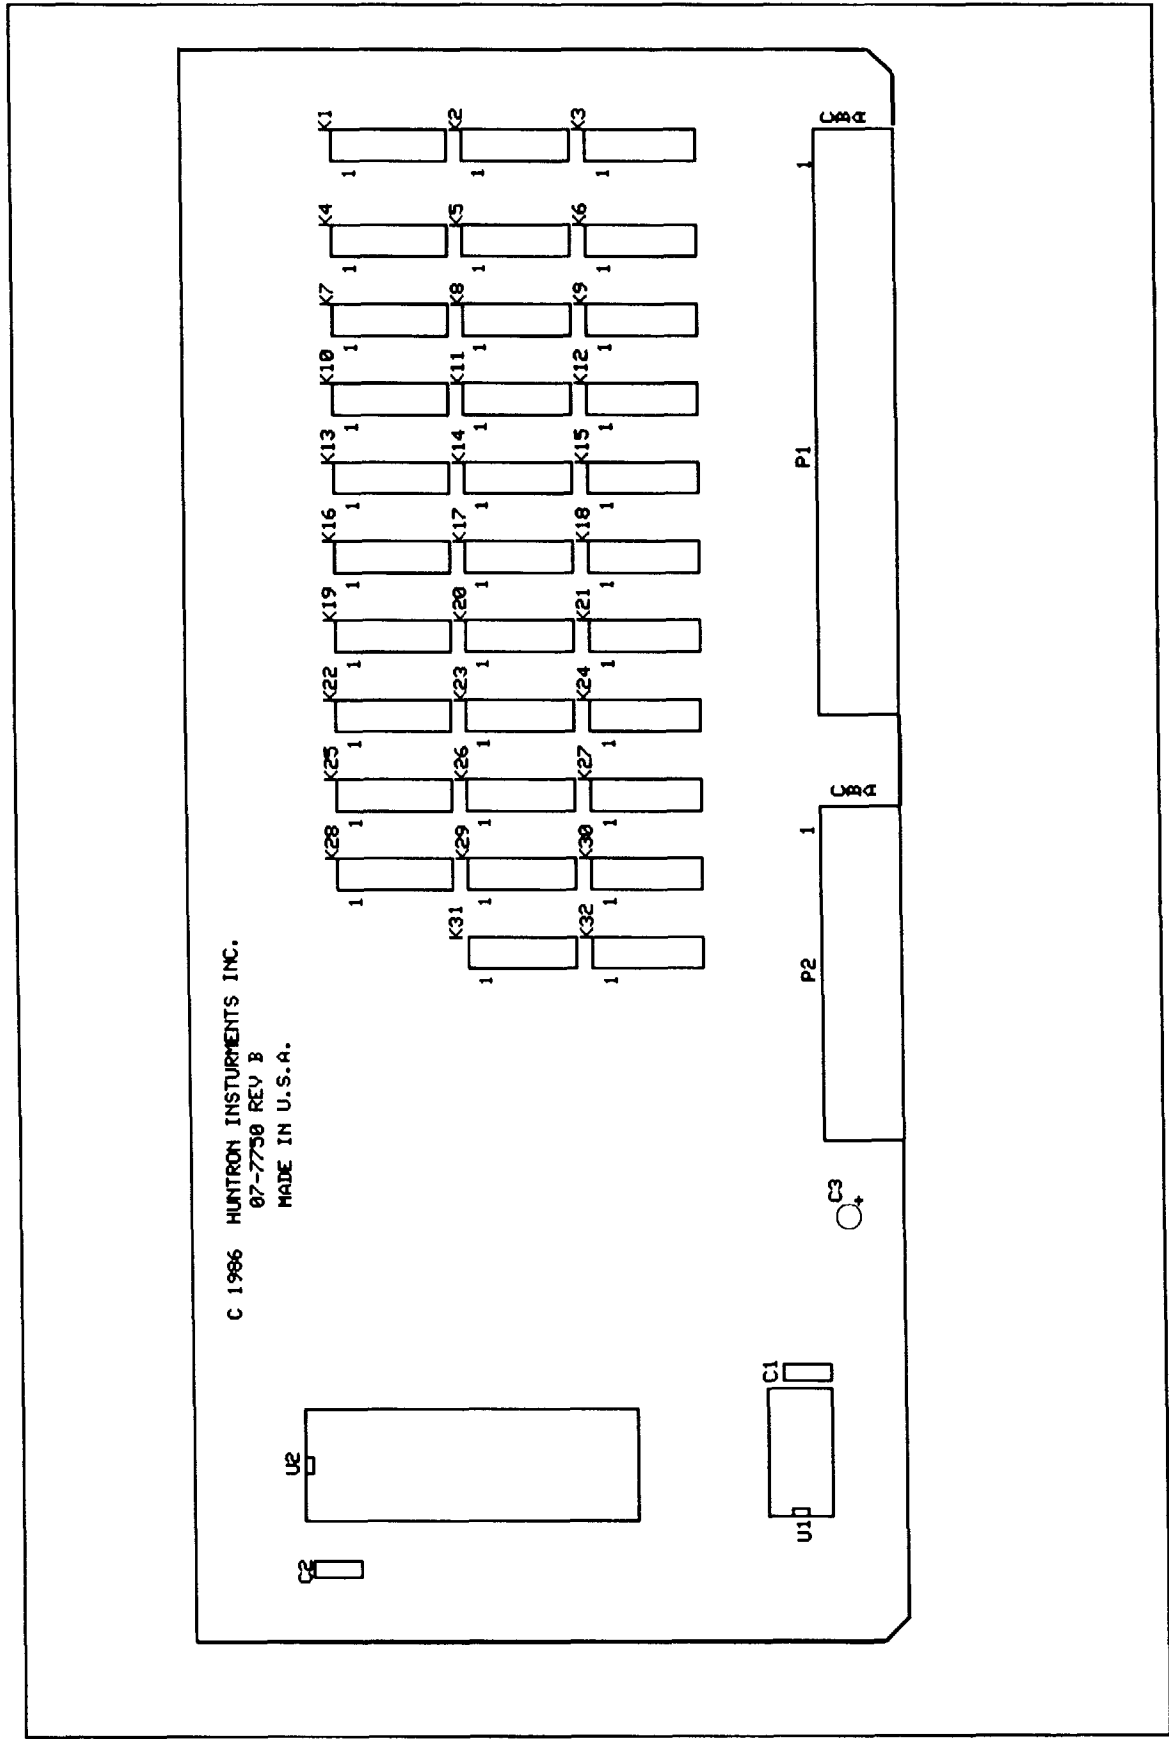 K1
K2
K3
1
1
1
C
B
A
1
K4
K5
K6
1
1
1
K7
K8
K9
1
1
1
K10
K11
K12
1
1
1
P1
K13
K14
K15
1
1
1
K16
K17
K18
1
1
1
K19
K20
K21
1
1
1
K22
K23
K24
1
1
1
K25
K26
K27
1
1
1
C
B
A
1
K28
K29
K30
1
1
1
K31
K32
1
1
P2
C 1986 HUNTRON INSTURMENTS INC.
07-7750 REV B
MADE IN U.S.A.
C3
+
C1
U2
U1
C2